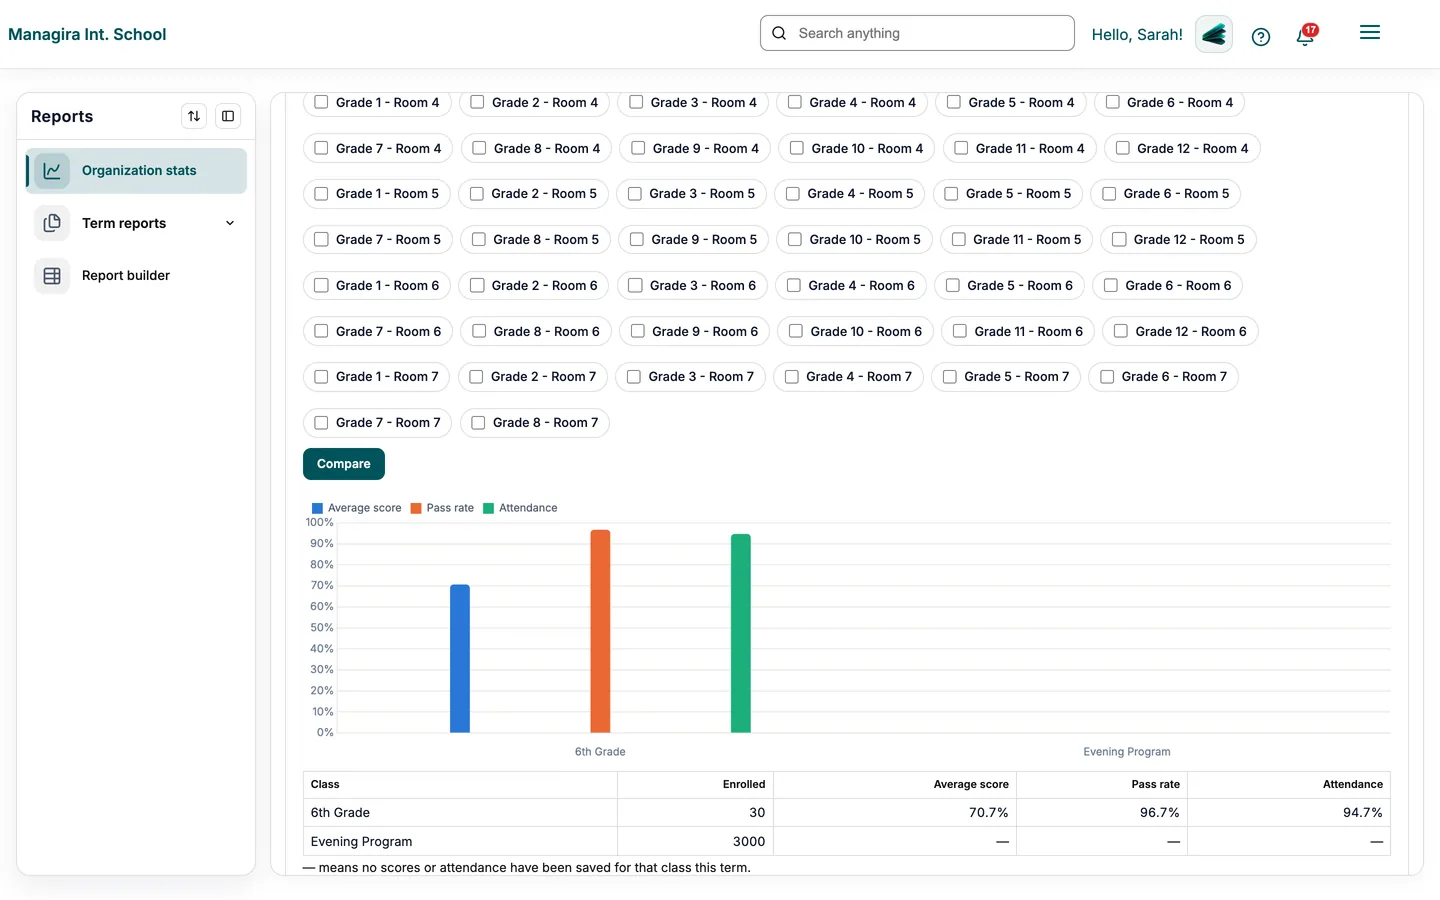 Managira Int. School
Search anything
Hello, Sarah!
17
Reports
Organization stats
Term reports
Report builder
Grade 1 - Room 4 Grade 2 - Room 4 Grade 3 - Room 4 Grade 4 - Room 4 Grade 5 - Room 4 Grade 6 - Room 4
Grade 7 - Room 4 Grade 8 - Room 4 Grade 9 - Room 4 Grade 10 - Room 4 Grade 11 - Room 4 Grade 12 - Room 4
Grade 1 - Room 5 Grade 2 - Room 5 Grade 3 - Room 5 Grade 4 - Room 5 Grade 5 - Room 5 Grade 6 - Room 5
Grade 7 - Room 5 Grade 8 - Room 5 Grade 9 - Room 5 Grade 10 - Room 5 Grade 11 - Room 5 Grade 12 - Room 5
Grade 1 - Room 6 Grade 2 - Room 6 Grade 3 - Room 6 Grade 4 - Room 6 Grade 5 - Room 6 Grade 6 - Room 6
Grade 7 - Room 6 Grade 8 - Room 6 Grade 9 - Room 6 Grade 10 - Room 6 Grade 11 - Room 6 Grade 12 - Room 6
Grade 1 - Room 7 Grade 2 - Room 7 Grade 3 - Room 7 Grade 4 - Room 7 Grade 5 - Room 7 Grade 6 - Room 7
Grade 7 - Room 7 Grade 8 - Room 7
Compare
Average score Pass rate Attendance
100%
90%
80%
70%
60%
50%
40%
30%
20%
10%
0%
6th Grade Evening Program
Class Enrolled Average score Pass rate Attendance
6th Grade 30 70.7% 96.7% 94.7%
Evening Program 3000 — — —
— means no scores or attendance have been saved for that class this term.